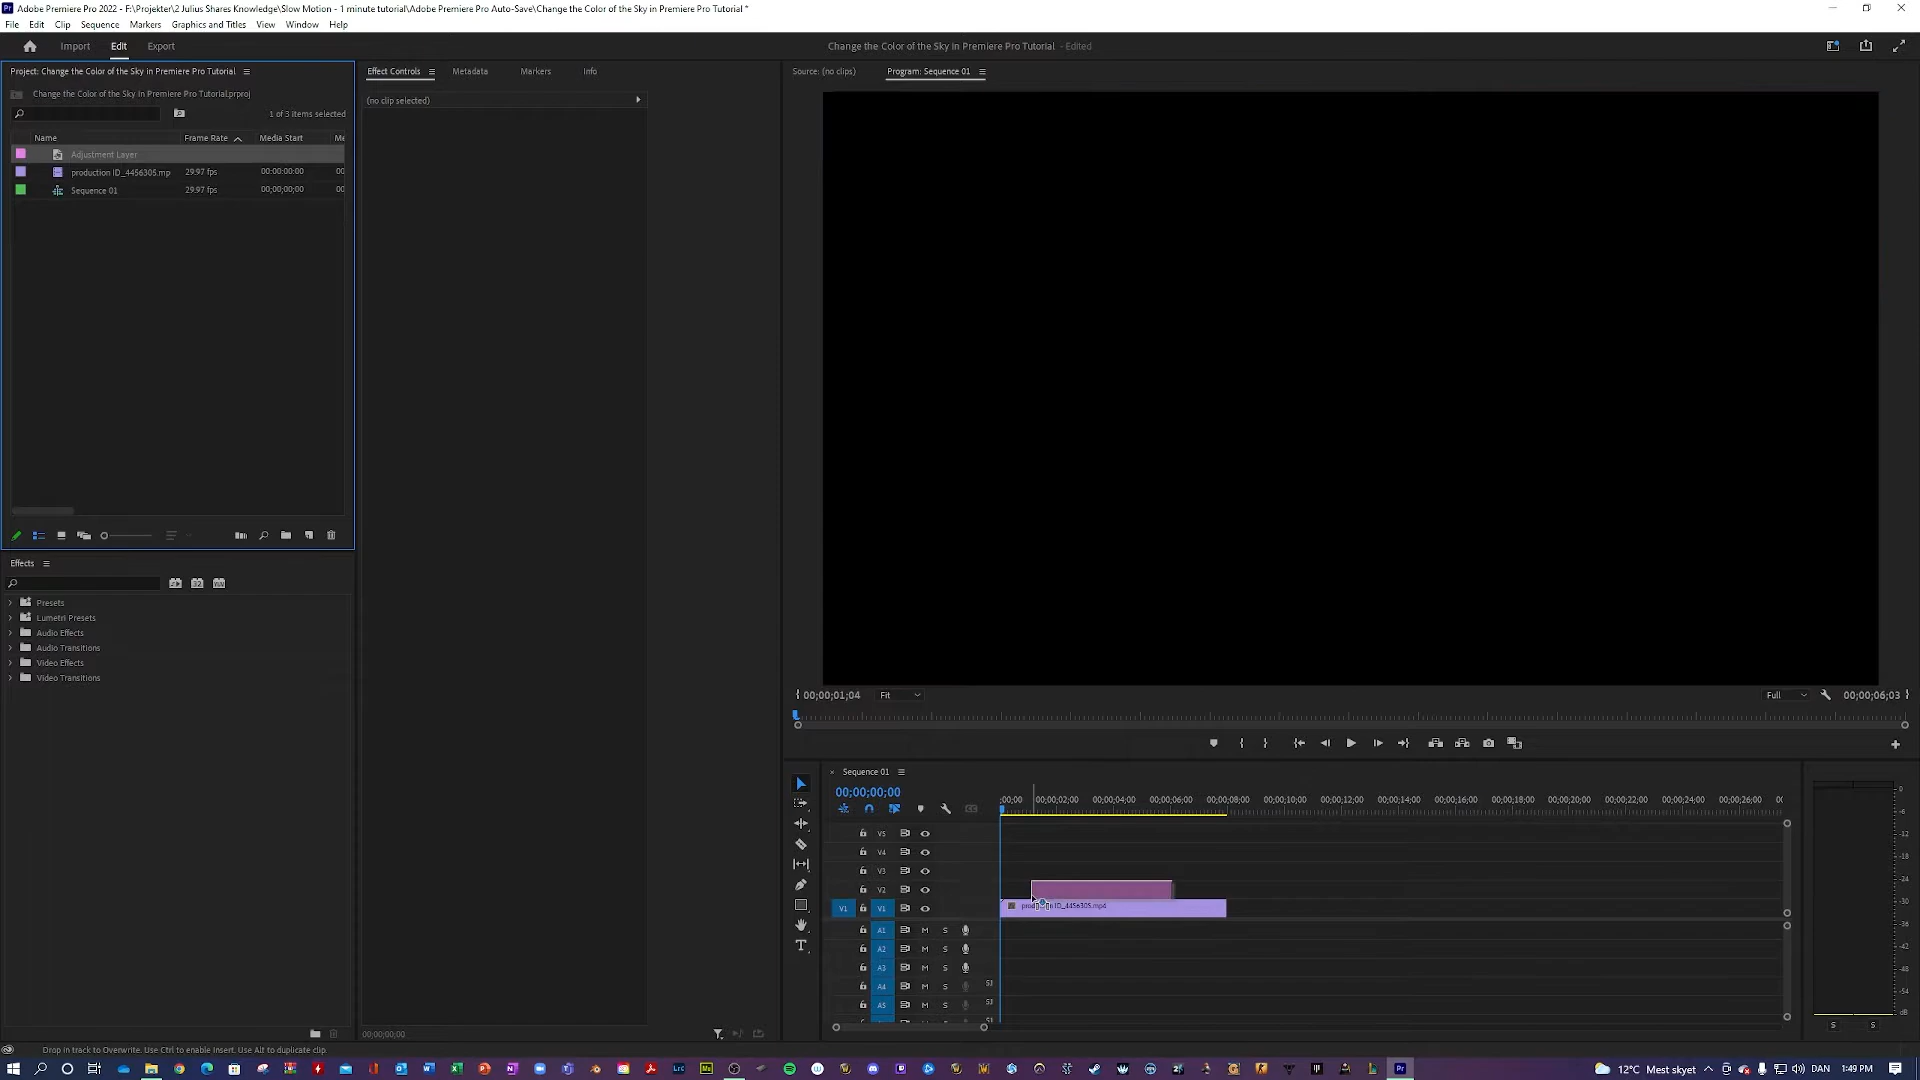 Adobe Premiere Pro 2022 - F:\Projekter\2 Julius Shares Knowledge\Slow Motion - 1 minute tutorial\Adobe Premiere Pro Auto-Save\Change the Color of the Sky in Premiere Pro Tutorial *
File Edit Clip Sequence Markers Graphics and Titles View Window Help
Import Edit Export
Change the Color of the Sky in Premiere Pro Tutorial - Edited
Project: Change the Color of the Sky in Premiere Pro Tutorial
Effect Controls Metadata Markers Info
Source: (no clips) Program: Sequence 01
Change the Color of the Sky in Premiere Pro Tutorial.prproj
(no clip selected)
1 of 3 items selected
Name Frame Rate Media Start Me
Adjustment Layer
production ID_4456305.mp 29.97 fps 00:00:00:00 00
Sequence 01 29.97 fps 00;00;00;00 00
Effects
Presets
Lumetri Presets
Audio Effects
Audio Transitions
Video Effects
Video Transitions
00;00;01;04 Fit Full 00;00;06;03
Sequence 01
00;00;00;00
;00;00 00;00;02;00 00;00;04;00 00;00;06;00 00;00;08;00 00;00;10;00 00;00;12;00 00;00;14;00 00;00;16;00 00;00;18;00 00;00;20;00 00;00;22;00 00;00;24;00 00;00;26;00
V5
V4
V3
V2
V1 V1
A1 M S
A2 M S
A3 M S
A4 M S
A5 M S
0
-6
-12
-18
-24
-30
-36
-42
-48
-54
dB
S S
00;00;00;00
Drop in track to Overwrite. Use Ctrl to enable Insert. Use Alt to duplicate clip.
12°C Mest skyet DAN 1:49 PM